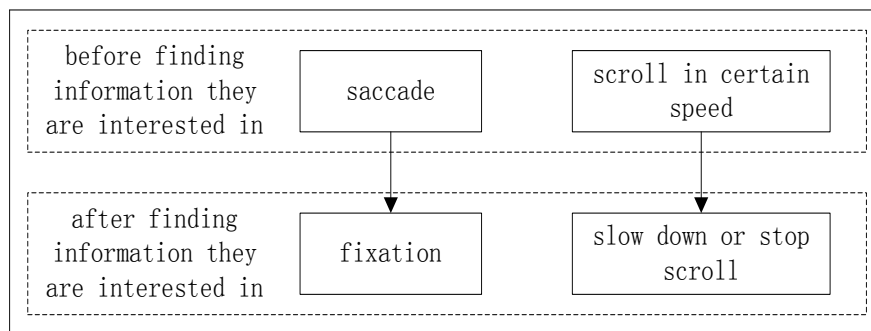 before finding
information they
are interested in
saccade
scroll in certain
speed
after finding
information they
are interested in
fixation
slow down or stop
scroll